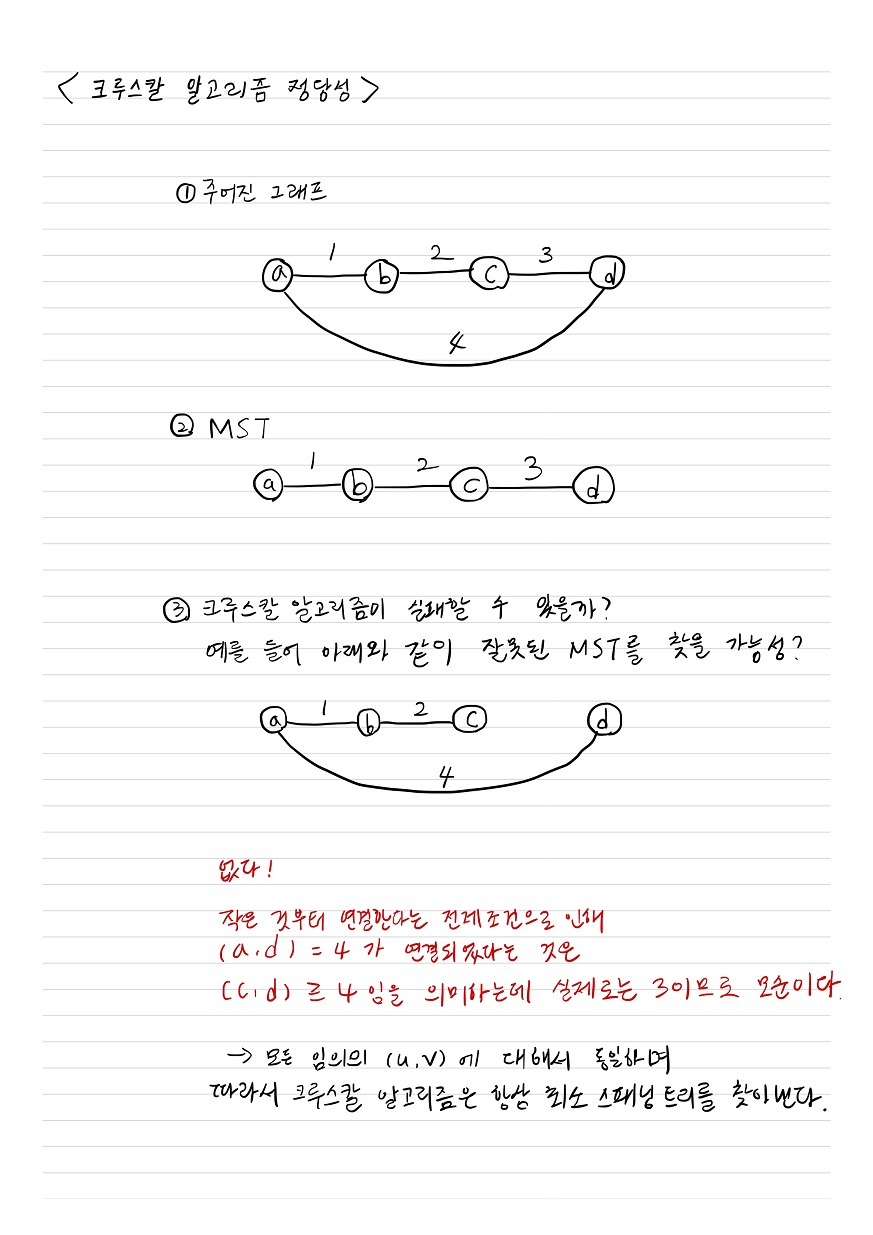 < 크루스칼 알고리즘 정당성 >
① 주어진 그래프
1 2 3
a b c d
4
② MST
1 2 3
a b c d
③ 크루스칼 알고리즘이 실패할 수 있을까?
예를 들어 아래와 같이 잘못된 MST를 찾을 가능성?
1 2
a b c d
4
없다!
작은 것부터 연결한다는 전제조건으로 인해
(a,d) = 4 가 연결되었다는 것은
(c,d) ≥ 4 임을 의미하는데 실제로는 3이므로 모순이다.
→ 모든 임의의 (u,v) 에 대해서 동일하며
따라서 크루스칼 알고리즘은 항상 최소 스패닝 트리를 찾아낸다.